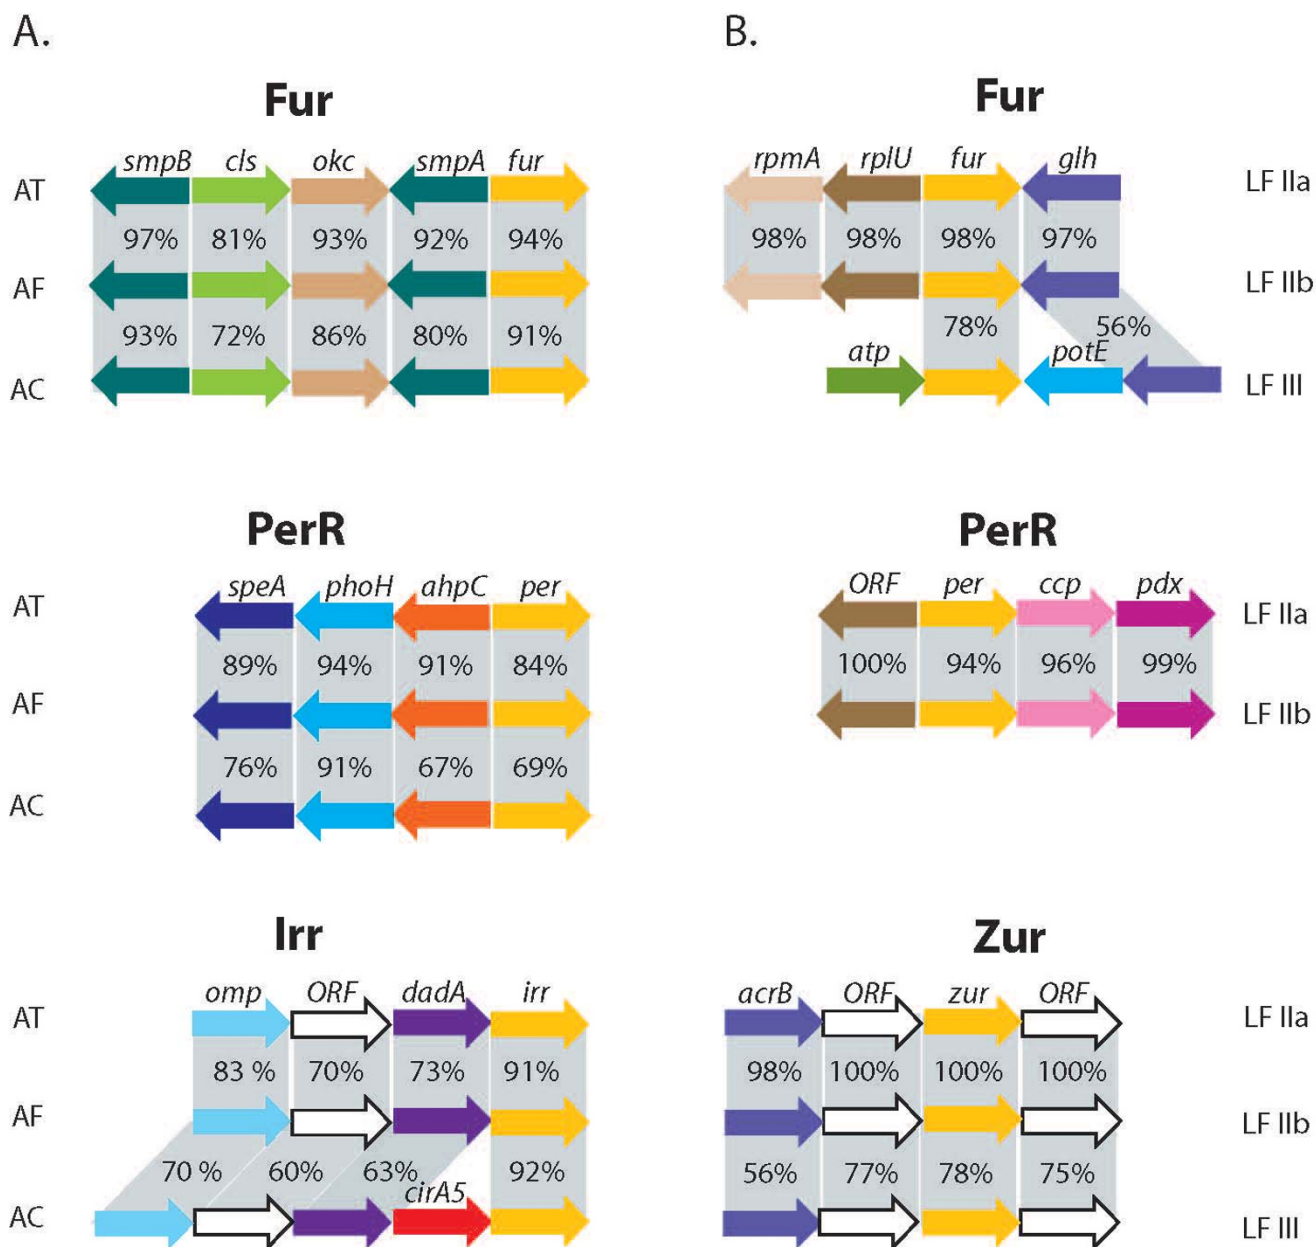 A.
B.
Fur
Fur
smpB cls okc smpA fur
rpmA rplU fur glh
AT
LF IIa
97% 81% 93% 92% 94%
98% 98% 98% 97%
AF
LF IIb
93% 72% 86% 80% 91%
78% 56%
atp potE
AC
LF III
PerR
PerR
speA phoH ahpC per
ORF per ccp pdx
AT
LF IIa
89% 94% 91% 84%
100% 94% 96% 99%
AF
LF IIb
76% 91% 67% 69%
AC
Irr
Zur
omp ORF dadA irr
acrB ORF zur ORF
AT
LF IIa
83 % 70% 73% 91%
98% 100% 100% 100%
AF
LF IIb
70 % 60% 63% 92%
56% 77% 78% 75%
cirA5
AC
LF III